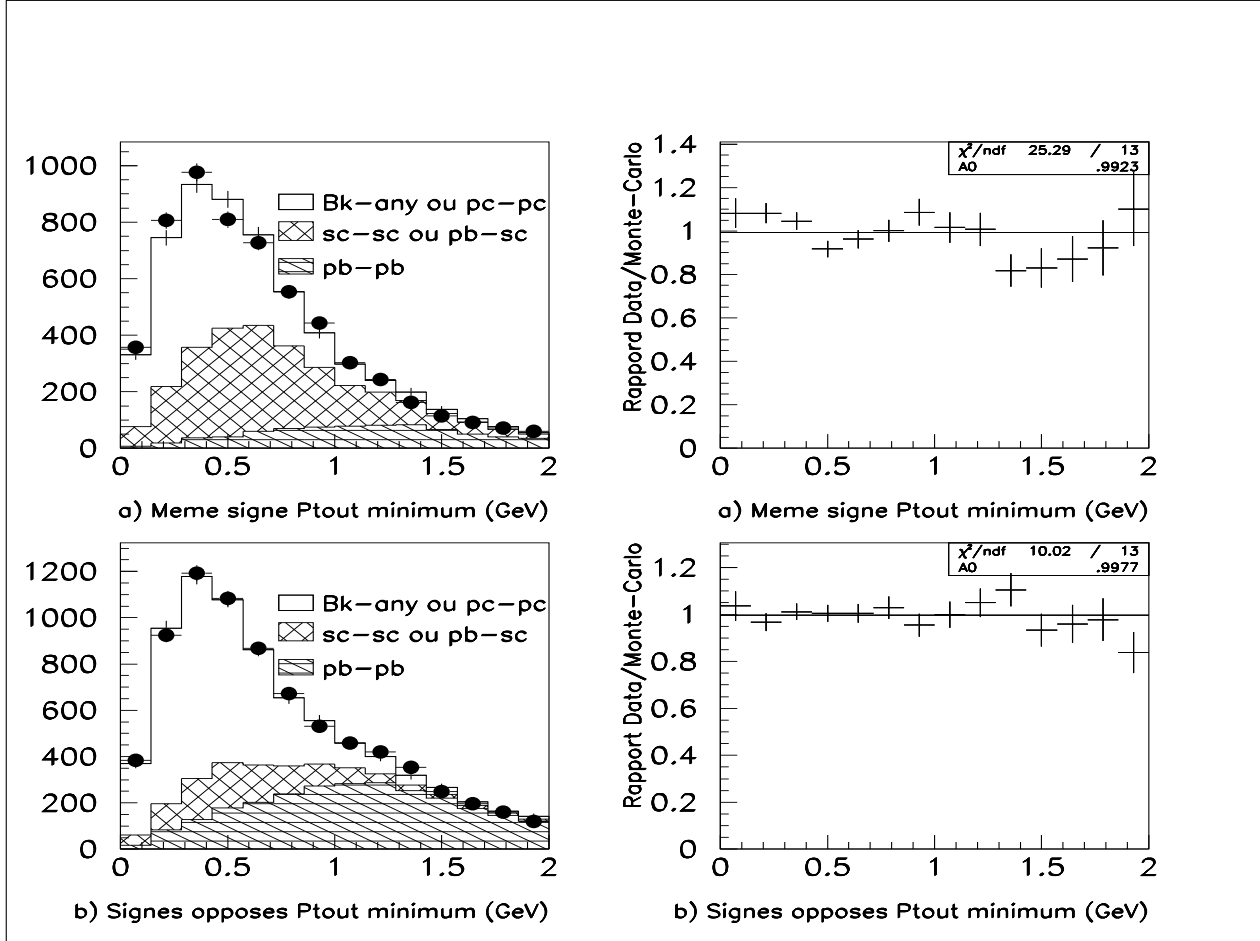 1000
800
600
400
200
0
0 0.5 1 1.5 2
Bk-any ou pc-pc
sc-sc ou pb-sc
pb-pb
a) Meme signe Ptout minimum (GeV)
Rappord Data/Monte-Carlo
1.4
1.2
1
0.8
0.6
0.4
0.2
0
0 0.5 1 1.5 2
χ²/ndf 25.29 / 13
A0 .9923
a) Meme signe Ptout minimum (GeV)
1200
1000
800
600
400
200
0
0 0.5 1 1.5 2
Bk-any ou pc-pc
sc-sc ou pb-sc
pb-pb
b) Signes opposes Ptout minimum (GeV)
Rapport Data/Monte-Carlo
1.2
1
0.8
0.6
0.4
0.2
0
0 0.5 1 1.5 2
χ²/ndf 10.02 / 13
A0 .9977
b) Signes opposes Ptout minimum (GeV)